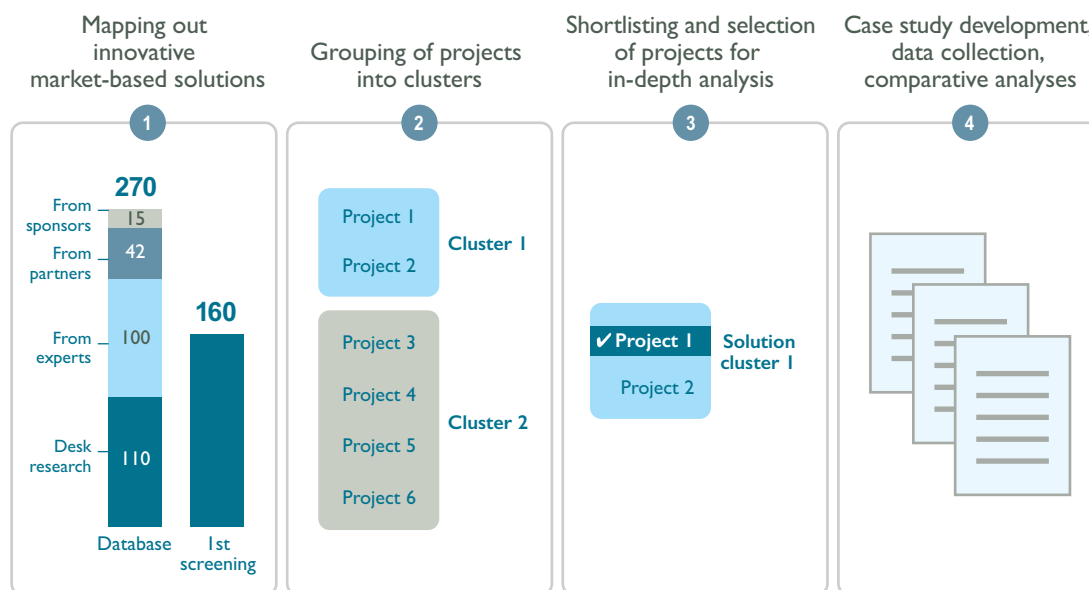 Mapping out
innovative
market-based solutions
1
270
From
sponsors
15
From
partners
42
From
experts
100
Desk
research
110
160
Database
1st
screening
Grouping of projects
into clusters
2
Project 1
Project 2
Cluster 1
Project 3
Project 4
Project 5
Project 6
Cluster 2
Shortlisting and selection
of projects for
in-depth analysis
3
✔ Project 1
Project 2
Solution
cluster 1
Case study development,
data collection,
comparative analyses
4